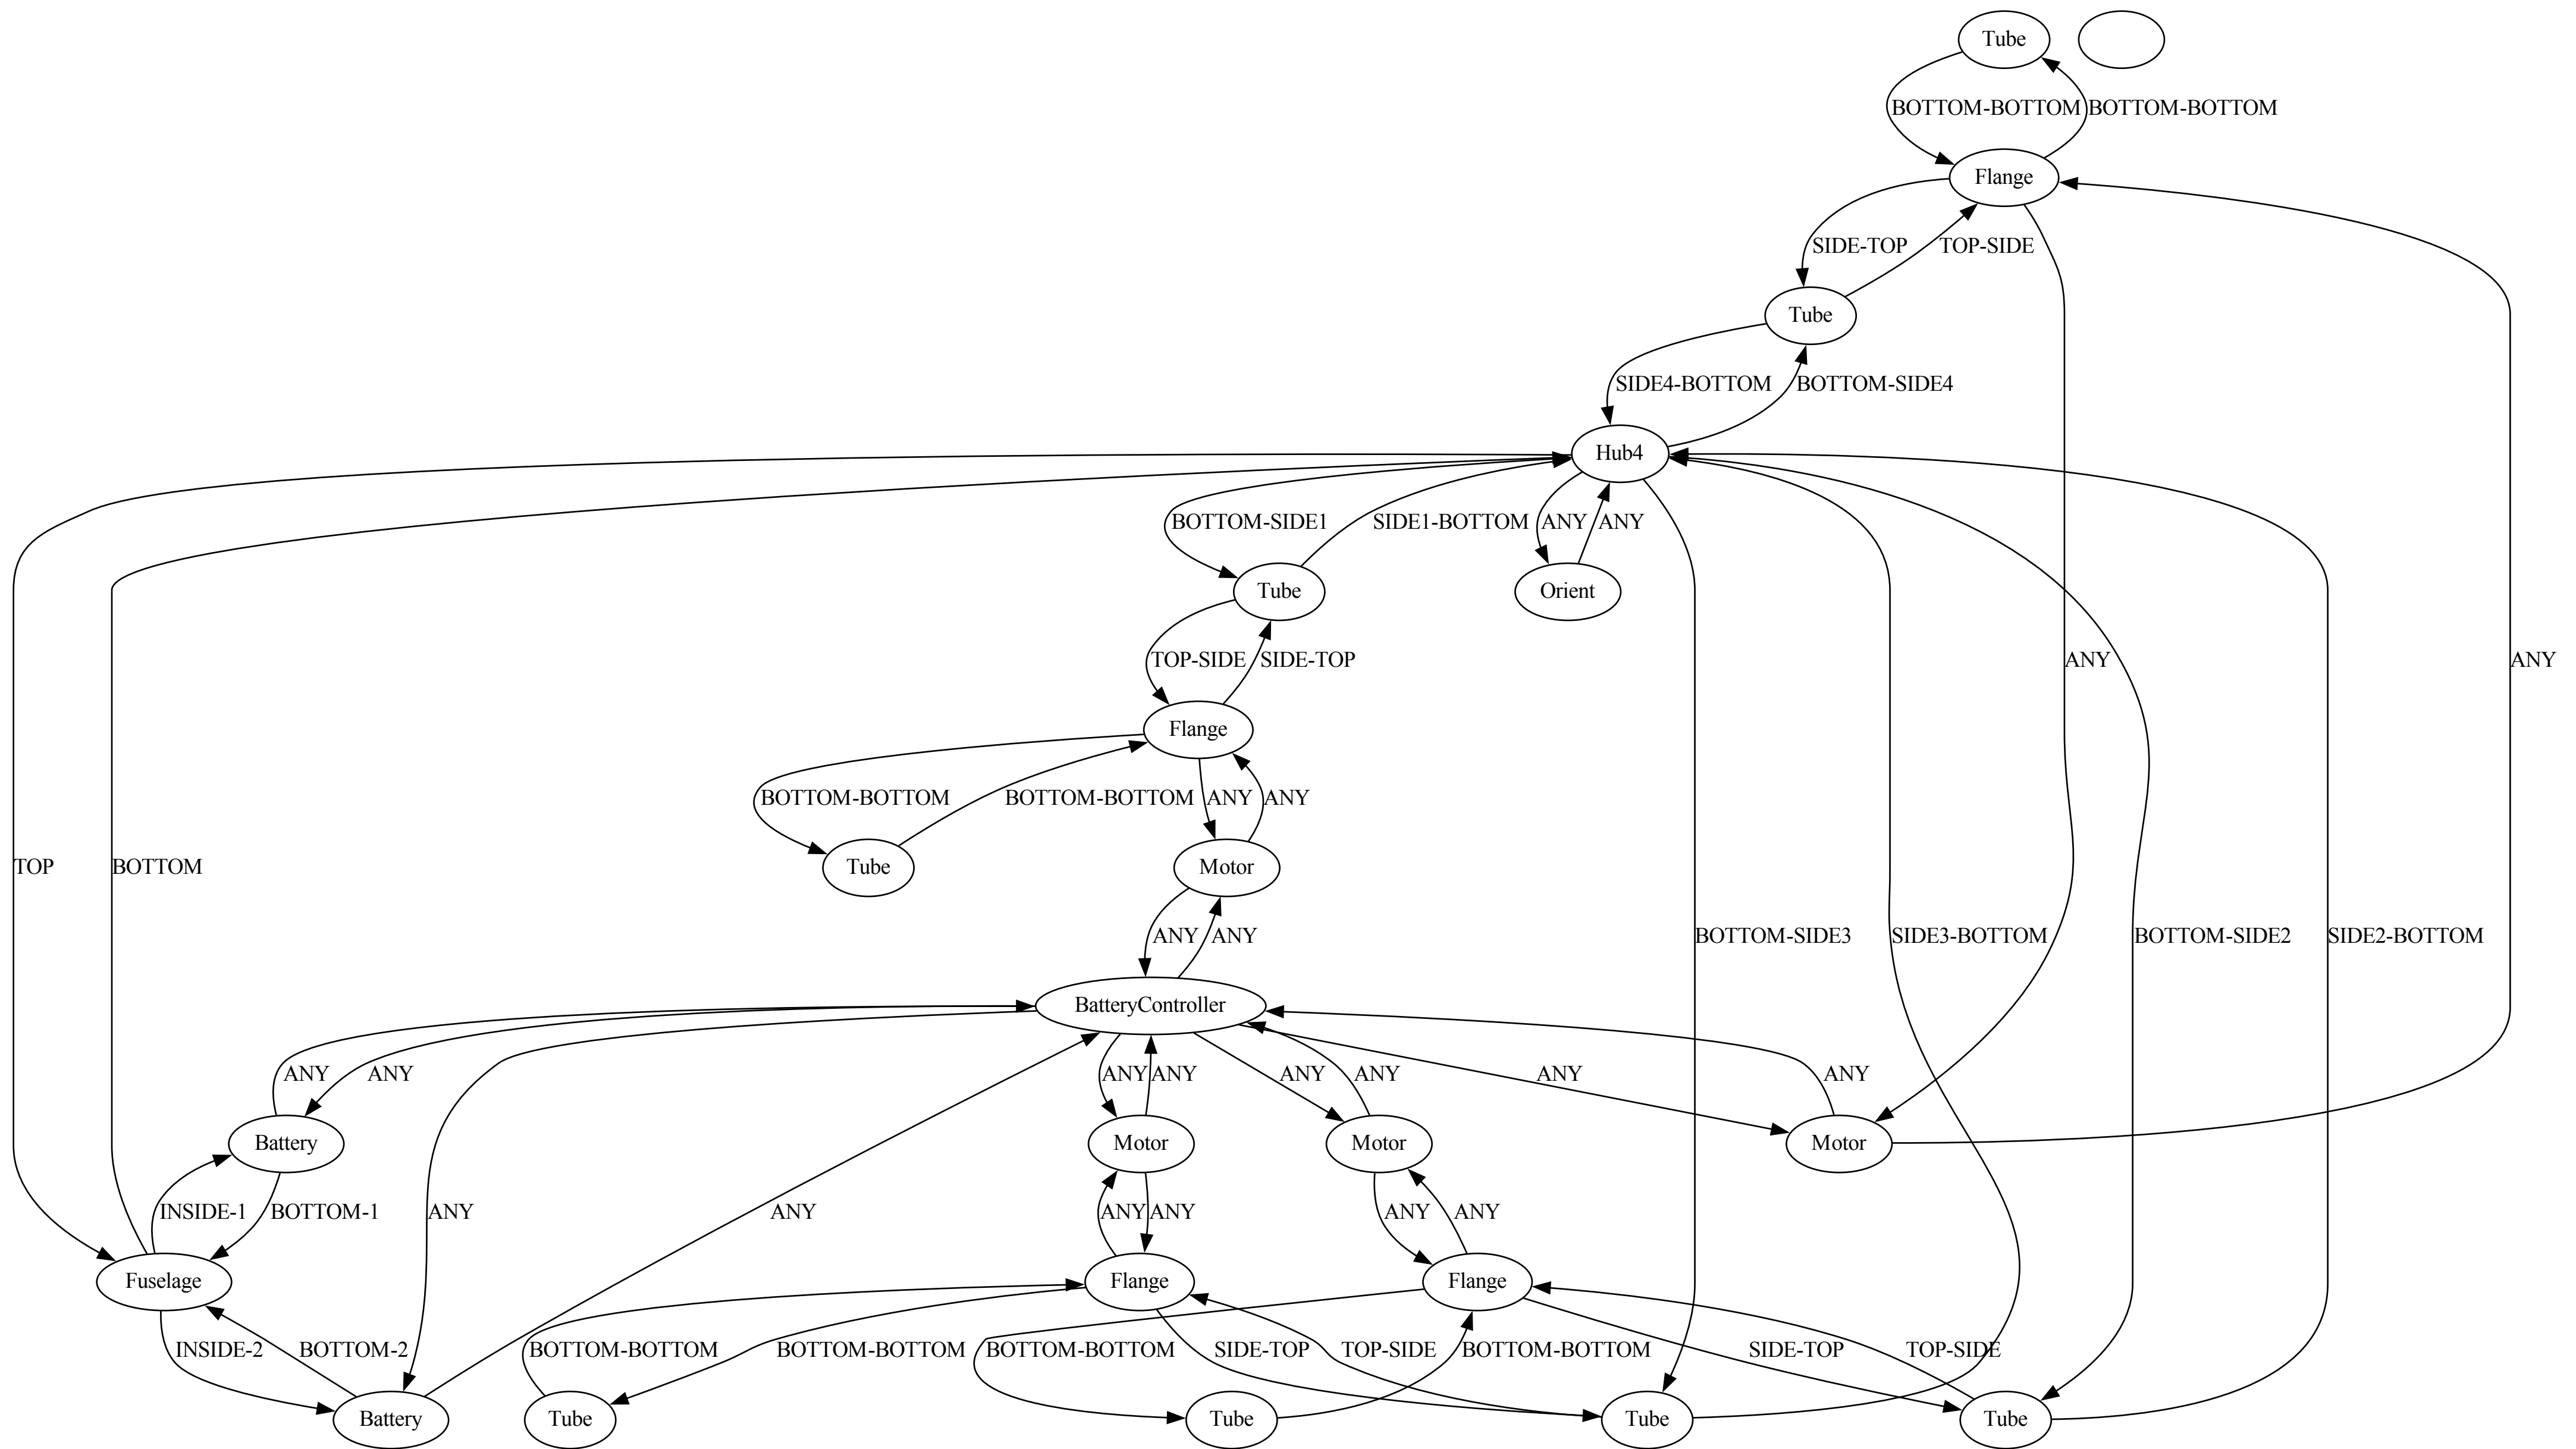 Tube
BOTTOM-BOTTOM BOTTOM-BOTTOM
Flange
SIDE-TOP TOP-SIDE
Tube
SIDE4-BOTTOM BOTTOM-SIDE4
Hub4
BOTTOM-SIDE1 SIDE1-BOTTOM ANY ANY
Tube Orient
TOP-SIDE SIDE-TOP ANY ANY
Flange
BOTTOM-BOTTOM BOTTOM-BOTTOM ANY ANY
TOP BOTTOM Tube Motor
ANY ANY BOTTOM-SIDE3 SIDE3-BOTTOM BOTTOM-SIDE2 SIDE2-BOTTOM
BatteryController
ANY ANY ANY ANY ANY ANY ANY ANY
Battery Motor Motor Motor
INSIDE-1 BOTTOM-1 ANY ANY ANY ANY ANY ANY
Fuselage Flange Flange
INSIDE-2 BOTTOM-2 BOTTOM-BOTTOM BOTTOM-BOTTOM BOTTOM-BOTTOM SIDE-TOP TOP-SIDE BOTTOM-BOTTOM SIDE-TOP TOP-SIDE
Battery Tube Tube Tube Tube